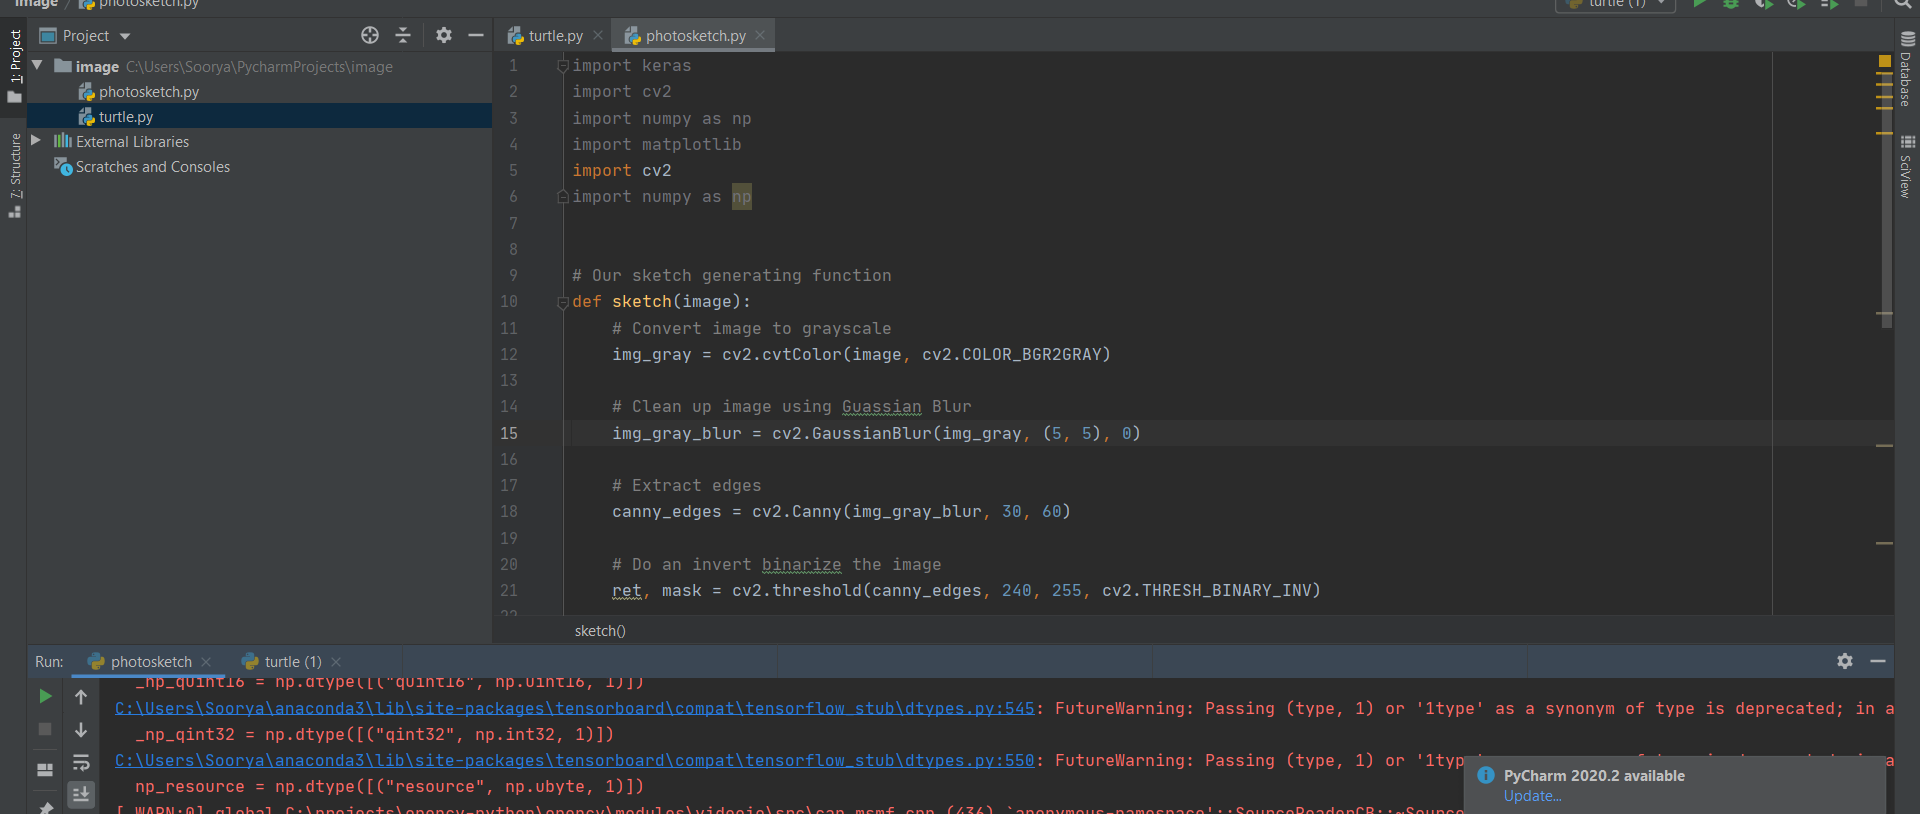 image photosketch.py turtle (1)
1: Project
7: Structure
Project
image C:\Users\Soorya\PycharmProjects\image
photosketch.py
turtle.py
External Libraries
Scratches and Consoles
turtle.py photosketch.py
1 import keras
2 import cv2
3 import numpy as np
4 import matplotlib
5 import cv2
6 import numpy as np
7
8
9 # Our sketch generating function
10 def sketch(image):
11 # Convert image to grayscale
12 img_gray = cv2.cvtColor(image, cv2.COLOR_BGR2GRAY)
13
14 # Clean up image using Guassian Blur
15 img_gray_blur = cv2.GaussianBlur(img_gray, (5, 5), 0)
16
17 # Extract edges
18 canny_edges = cv2.Canny(img_gray_blur, 30, 60)
19
20 # Do an invert binarize the image
21 ret, mask = cv2.threshold(canny_edges, 240, 255, cv2.THRESH_BINARY_INV)
22
sketch()
Database
SciView
Run: photosketch turtle (1)
_np_quint16 = np.dtype([("quint16", np.uint16, 1)])
C:\Users\Soorya\anaconda3\lib\site-packages\tensorboard\compat\tensorflow_stub\dtypes.py:545: FutureWarning: Passing (type, 1) or '1type' as a synonym of type is deprecated; in a
_np_qint32 = np.dtype([("qint32", np.int32, 1)])
C:\Users\Soorya\anaconda3\lib\site-packages\tensorboard\compat\tensorflow_stub\dtypes.py:550: FutureWarning: Passing (type, 1) or '1typ
np_resource = np.dtype([("resource", np.ubyte, 1)])
[ WARN:0] global C:\projects\opencv-python\opencv\modules\videoio\src\cap_msmf.cpp (436) `anonymous-namespace'::SourceReaderCB::~Source
PyCharm 2020.2 available
Update...